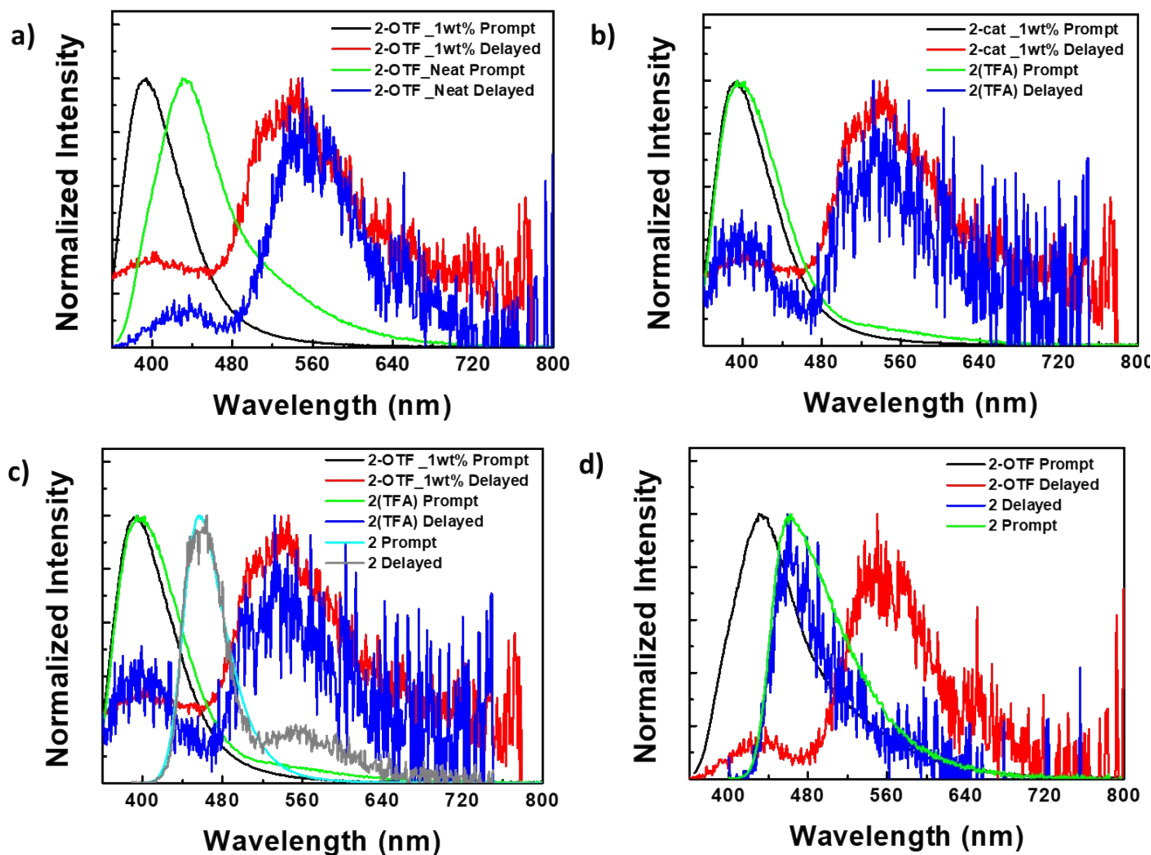 a)
Normalized Intensity
2-OTF _1wt% Prompt
2-OTF _1wt% Delayed
2-OTF_Neat Prompt
2-OTF_Neat Delayed
400 480 560 640 720 800
Wavelength (nm)
b)
Normalized Intensity
2-cat _1wt% Prompt
2-cat _1wt% Delayed
2(TFA) Prompt
2(TFA) Delayed
400 480 560 640 720 800
Wavelength (nm)
c)
Normalized Intensity
2-OTF _1wt% Prompt
2-OTF_1wt% Delayed
2(TFA) Prompt
2(TFA) Delayed
2 Prompt
2 Delayed
400 480 560 640 720 800
Wavelength (nm)
d)
Normalized Intensity
2-OTF Prompt
2-OTF Delayed
2 Delayed
2 Prompt
400 480 560 640 720 800
Wavelength (nm)